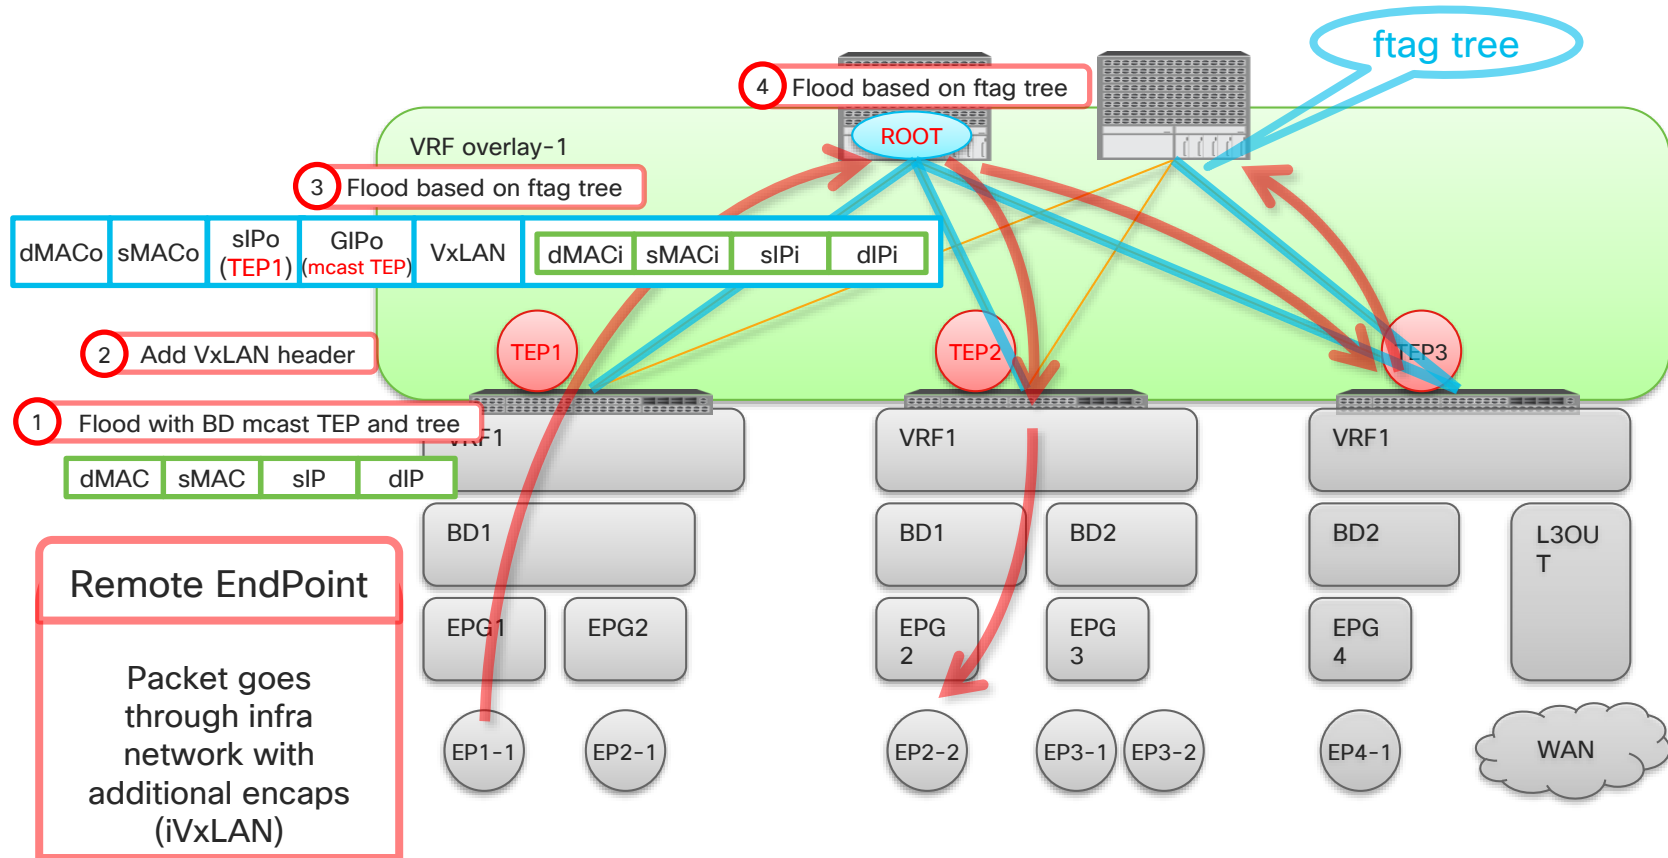 ftag tree
4 Flood based on ftag tree
ROOT
VRF overlay-1
3 Flood based on ftag tree
dMACo sMACo sIPo (TEP1) GIPo (mcast TEP) VxLAN dMACi sMACi sIPi dIPi
TEP1 TEP2 TEP3
2 Add VxLAN header
1 Flood with BD mcast TEP and tree
VRF1 VRF1 VRF1
dMAC sMAC sIP dIP
BD1 BD1 BD2 BD2 L3OU
T
Remote EndPoint
EPG1 EPG2 EPG
2 EPG
3 EPG
4
Packet goes
through infra
network with
additional encaps
(iVxLAN)
EP1-1 EP2-1 EP2-2 EP3-1 EP3-2 EP4-1 WAN